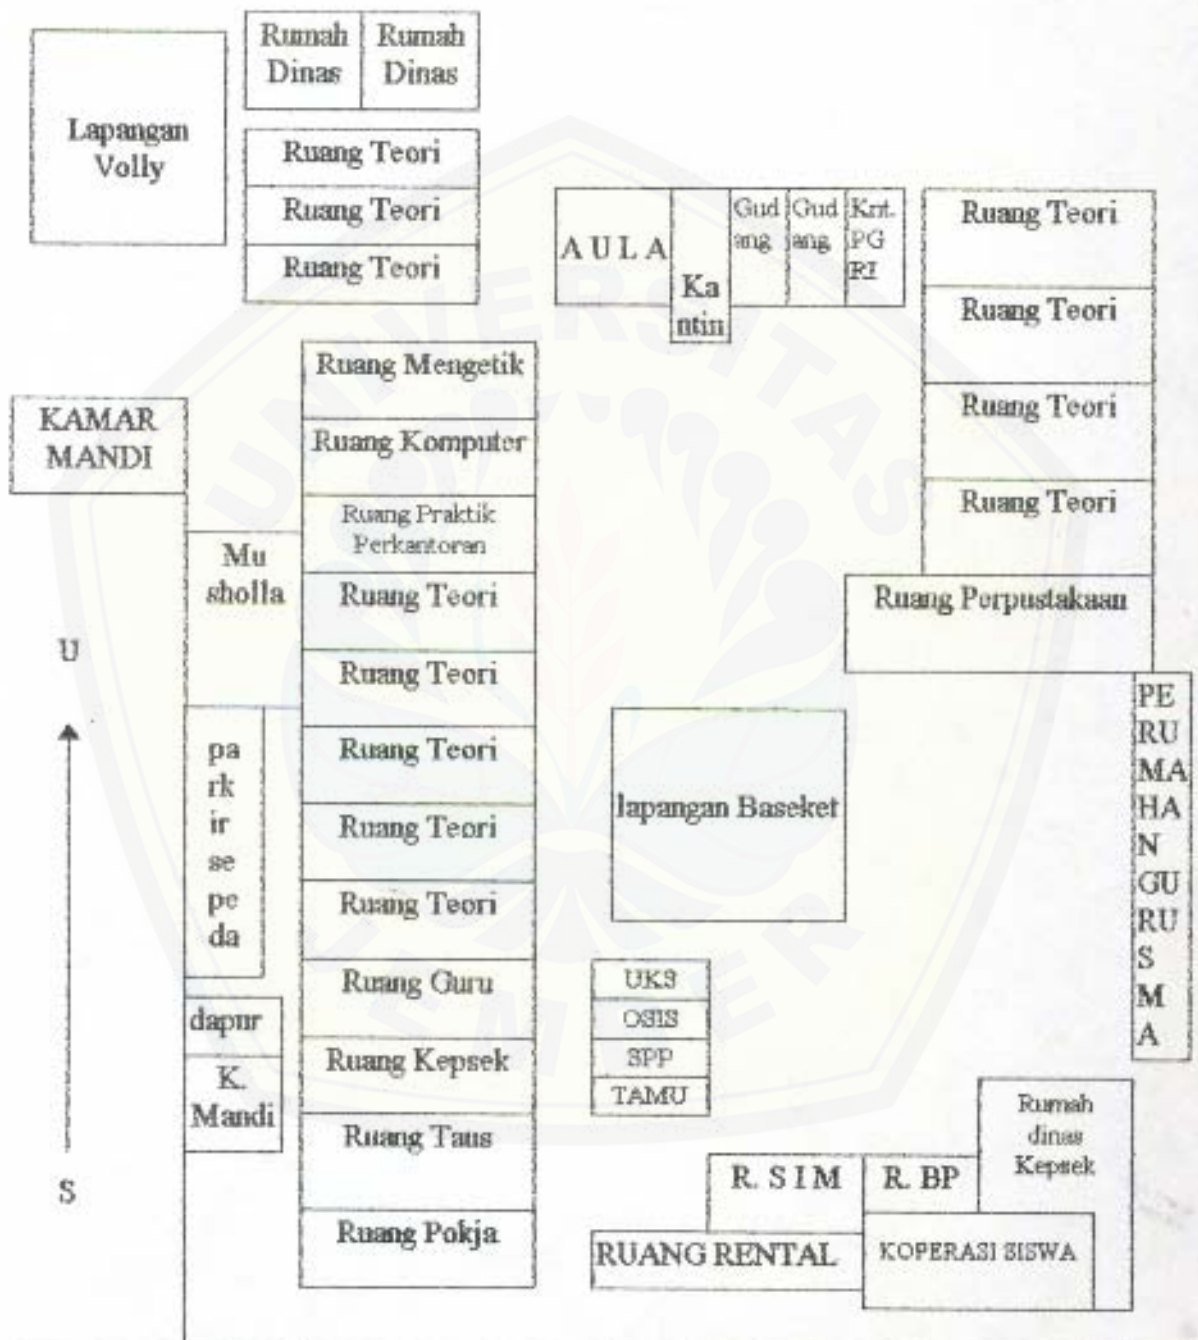 Rumah
Dinas
Rumah
Dinas
Lapangan
Volly
Ruang Teori
Ruang Teori
Ruang Teori
A U L A
Ka
ntin
Gud
ang
Gud
ang
Knt.
PG
RI
Ruang Teori
Ruang Teori
Ruang Teori
Ruang Teori
Ruang Perpustakaan
KAMAR
MANDI
Ruang Mengetik
Ruang Komputer
Ruang Praktik
Perkantoran
Ruang Teori
Ruang Teori
Ruang Teori
Ruang Teori
Ruang Teori
Ruang Guru
Ruang Kepsek
Ruang Taus
Ruang Pokja
Mu
sholla
U
S
pa
rk
ir
se
pe
da
dapur
K.
Mandi
lapangan Baseket
PE
RU
MA
HA
N
GU
RU
S
M
A
UKS
OSIS
SPP
TAMU
Rumah
dinas
Kepsek
R. S I M
R. BP
RUANG RENTAL
KOPERASI SISWA
UNIVERSITAS
JEMBER